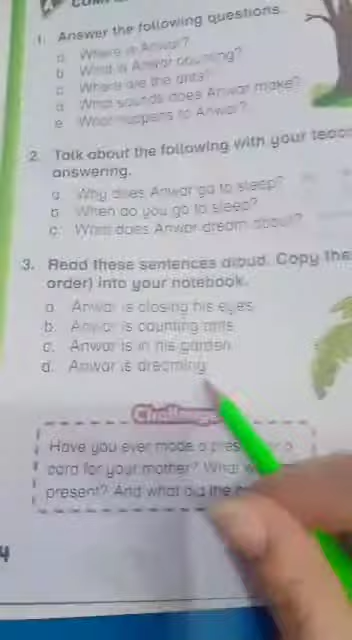 1. Answer the following questions.
a. Where is Anwar?
b. What is Anwar counting?
c. Where are the ants?
d. What sounds does Anwar make?
e. What happens to Anwar?
2. Talk about the following with your
answering.
a. Why does Anwar go to sleep?
b. When do you go to sleep?
c. What does Anwar dream about?
3. Read these sentences aloud. Copy the
order) into your notebook.
a. Anwar is closing his eyes
b. Anwar is counting ants
c. Anwar is in his garden
d. Anwar is dreaming
Challenge
Have you ever made a a
card for your mother? What
present? And what did the